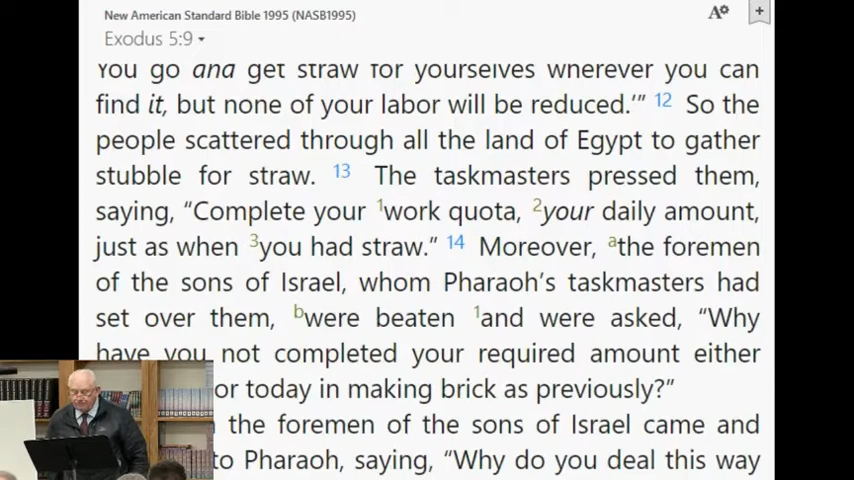 New American Standard Bible 1995 (NASB1995)
Exodus 5:9
You go and get straw for yourselves wherever you can
find it, but none of your labor will be reduced.’” 12 So the
people scattered through all the land of Egypt to gather
stubble for straw. 13 The taskmasters pressed them,
saying, “Complete your 1work quota, 2your daily amount,
just as when 3you had straw.” 14 Moreover, athe foremen
of the sons of Israel, whom Pharaoh’s taskmasters had
set over them, bwere beaten 1and were asked, “Why
have you not completed your required amount either
or today in making brick as previously?”
the foremen of the sons of Israel came and
to Pharaoh, saying, “Why do you deal this way